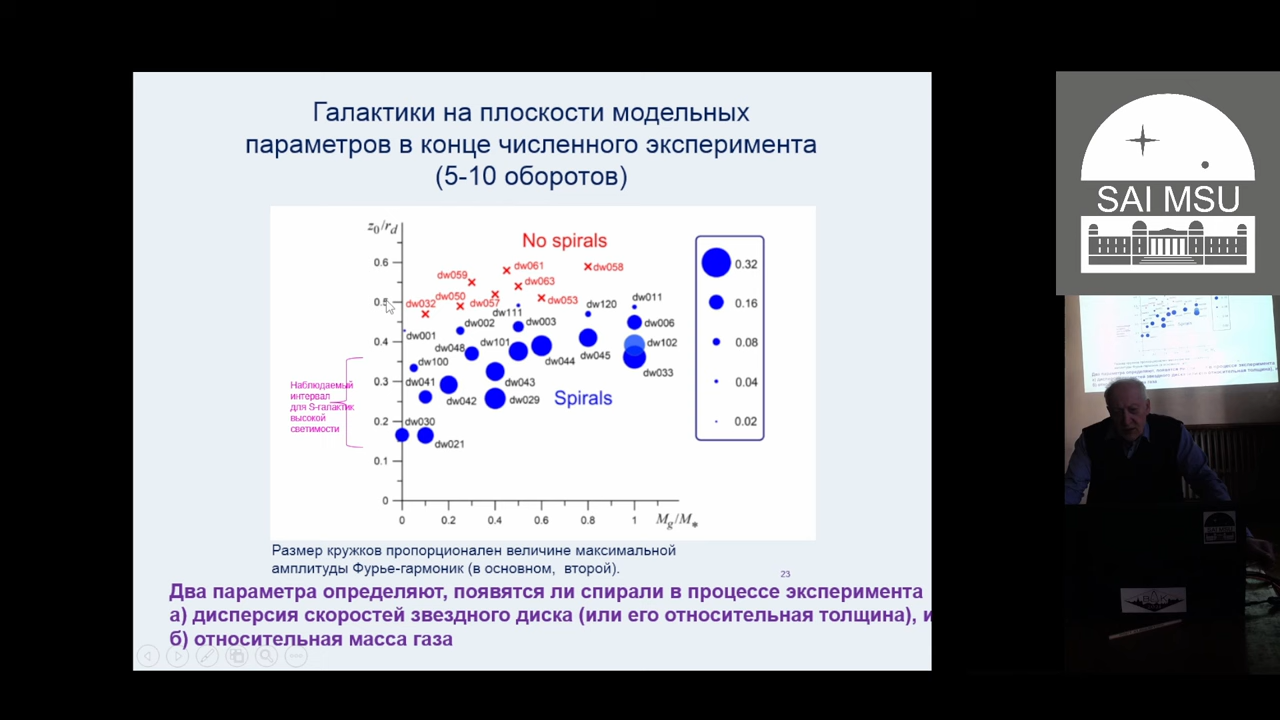 Галактики на плоскости модельных
параметров в конце численного эксперимента
(5-10 оборотов)
z₀/r_d
No spirals
0.6
dw059
dw061
dw058
dw063
0.5
dw032
dw050
dw057
dw053
dw111
dw120
dw011
dw001
dw002
dw003
dw006
0.4
dw048
dw101
dw102
dw100
dw044
dw045
dw033
0.3
dw041
dw043
dw042
dw029
Spirals
0.2
dw030
dw021
0.1
0
0
0.2
0.4
0.6
0.8
1
M_g/M_*
0.32
0.16
0.08
0.04
0.02
Наблюдаемый
интервал
для S-галактик
высокой
светимости
Размер кружков пропорционален величине максимальной
амплитуды Фурье-гармоник (в основном, второй).
23
Два параметра определяют, появятся ли спирали в процессе эксперимента
а) дисперсия скоростей звездного диска (или его относительная толщина), и
б) относительная масса газа
SAI MSU
SAI MSU